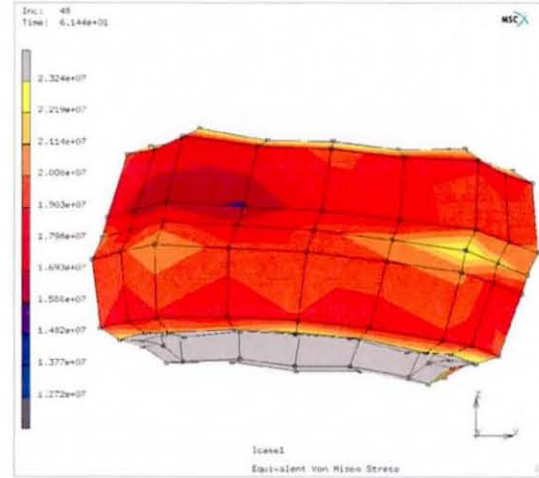 Inc: 48
Time: 6.144e+01
MSC
2.324e+07
2.219e+07
2.114e+07
2.008e+07
1.903e+07
1.798e+07
1.693e+07
1.588e+07
1.482e+07
1.377e+07
1.272e+07
lcase1
Equivalent Von Mises Stress
Z
X
Y